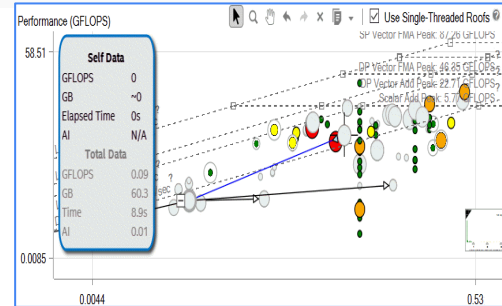 Performance (GFLOPS)
Use Single-Threaded Roofs
58.51
SP Vector FMA Peak: 87.26 GFLOPS
DP Vector FMA Peak: 46.35 GFLOPS
DP Vector Add Peak: 22.71 GFLOPS
Scalar Add Peak: 5.7 GFLOPS
?
?
?
Self Data
GFLOPS 0
GB ~0
Elapsed Time 0s
AI N/A
Total Data
GFLOPS 0.09
GB 60.3
Time 8.9s
AI 0.01
0.0085
0.0044
0.53